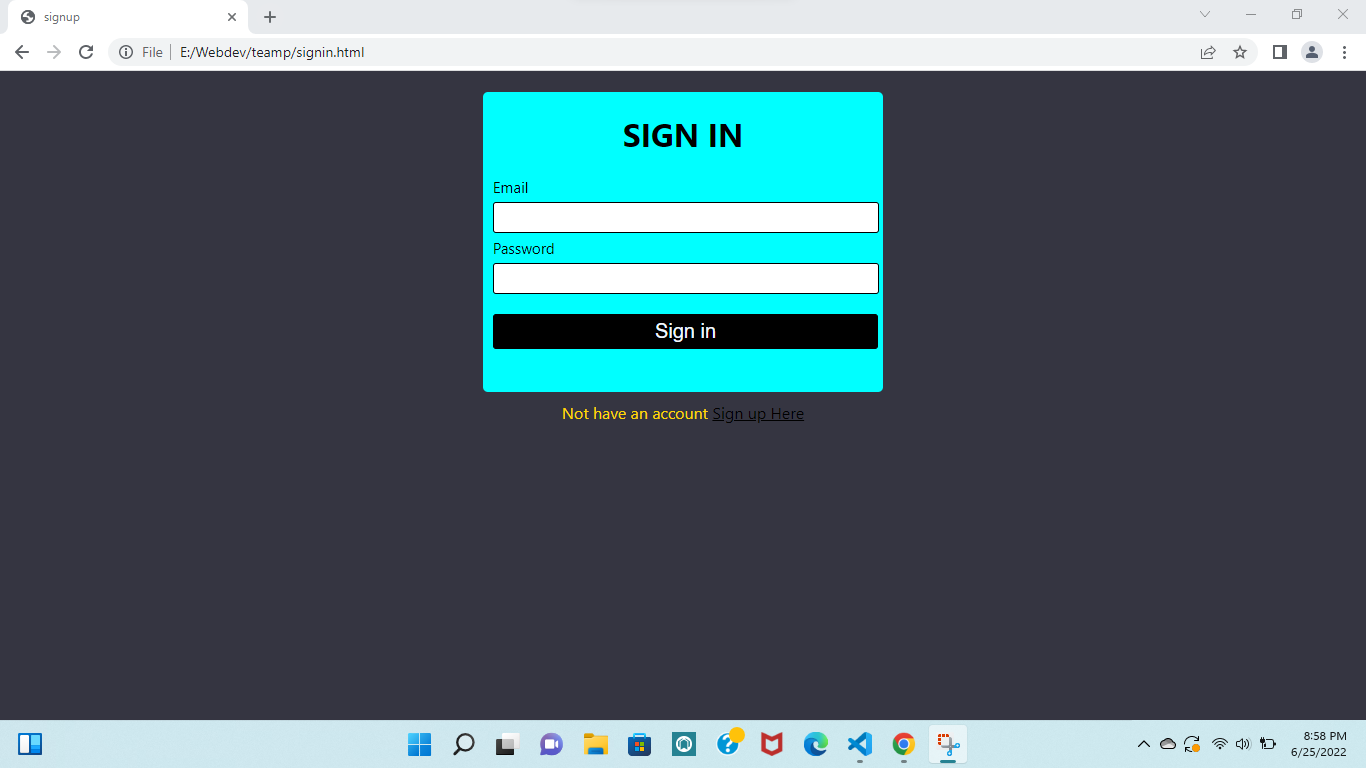 signup
File
E:/Webdev/teamp/signin.html
SIGN IN
Email
Password
Sign in
Not have an account Sign up Here
8:58 PM
6/25/2022